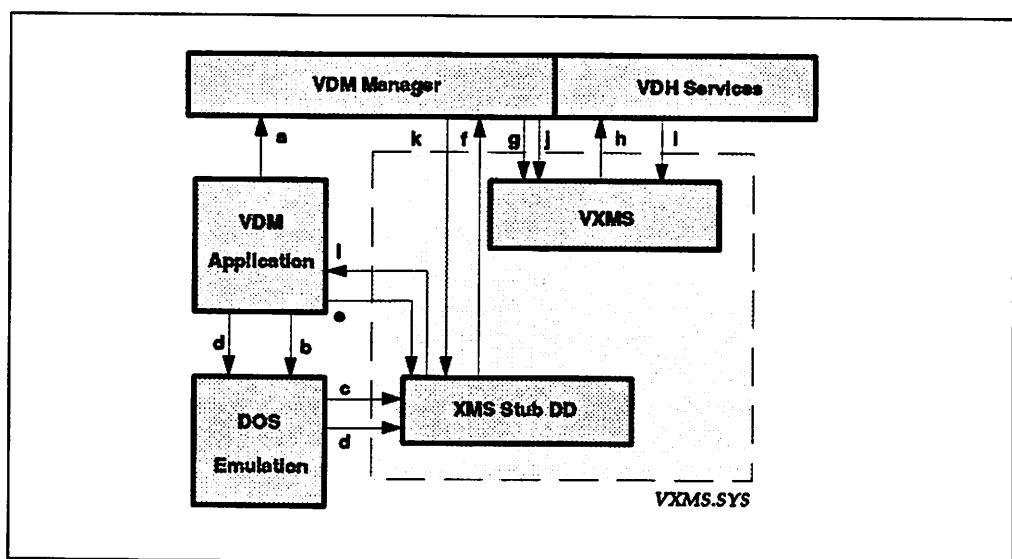 VDM Manager
VDH Services
a
k
f
g
j
h
i
VDM
Application
VXMS
l
e
d
b
c
d
DOS
Emulation
XMS Stub DD
VXMS.SYS